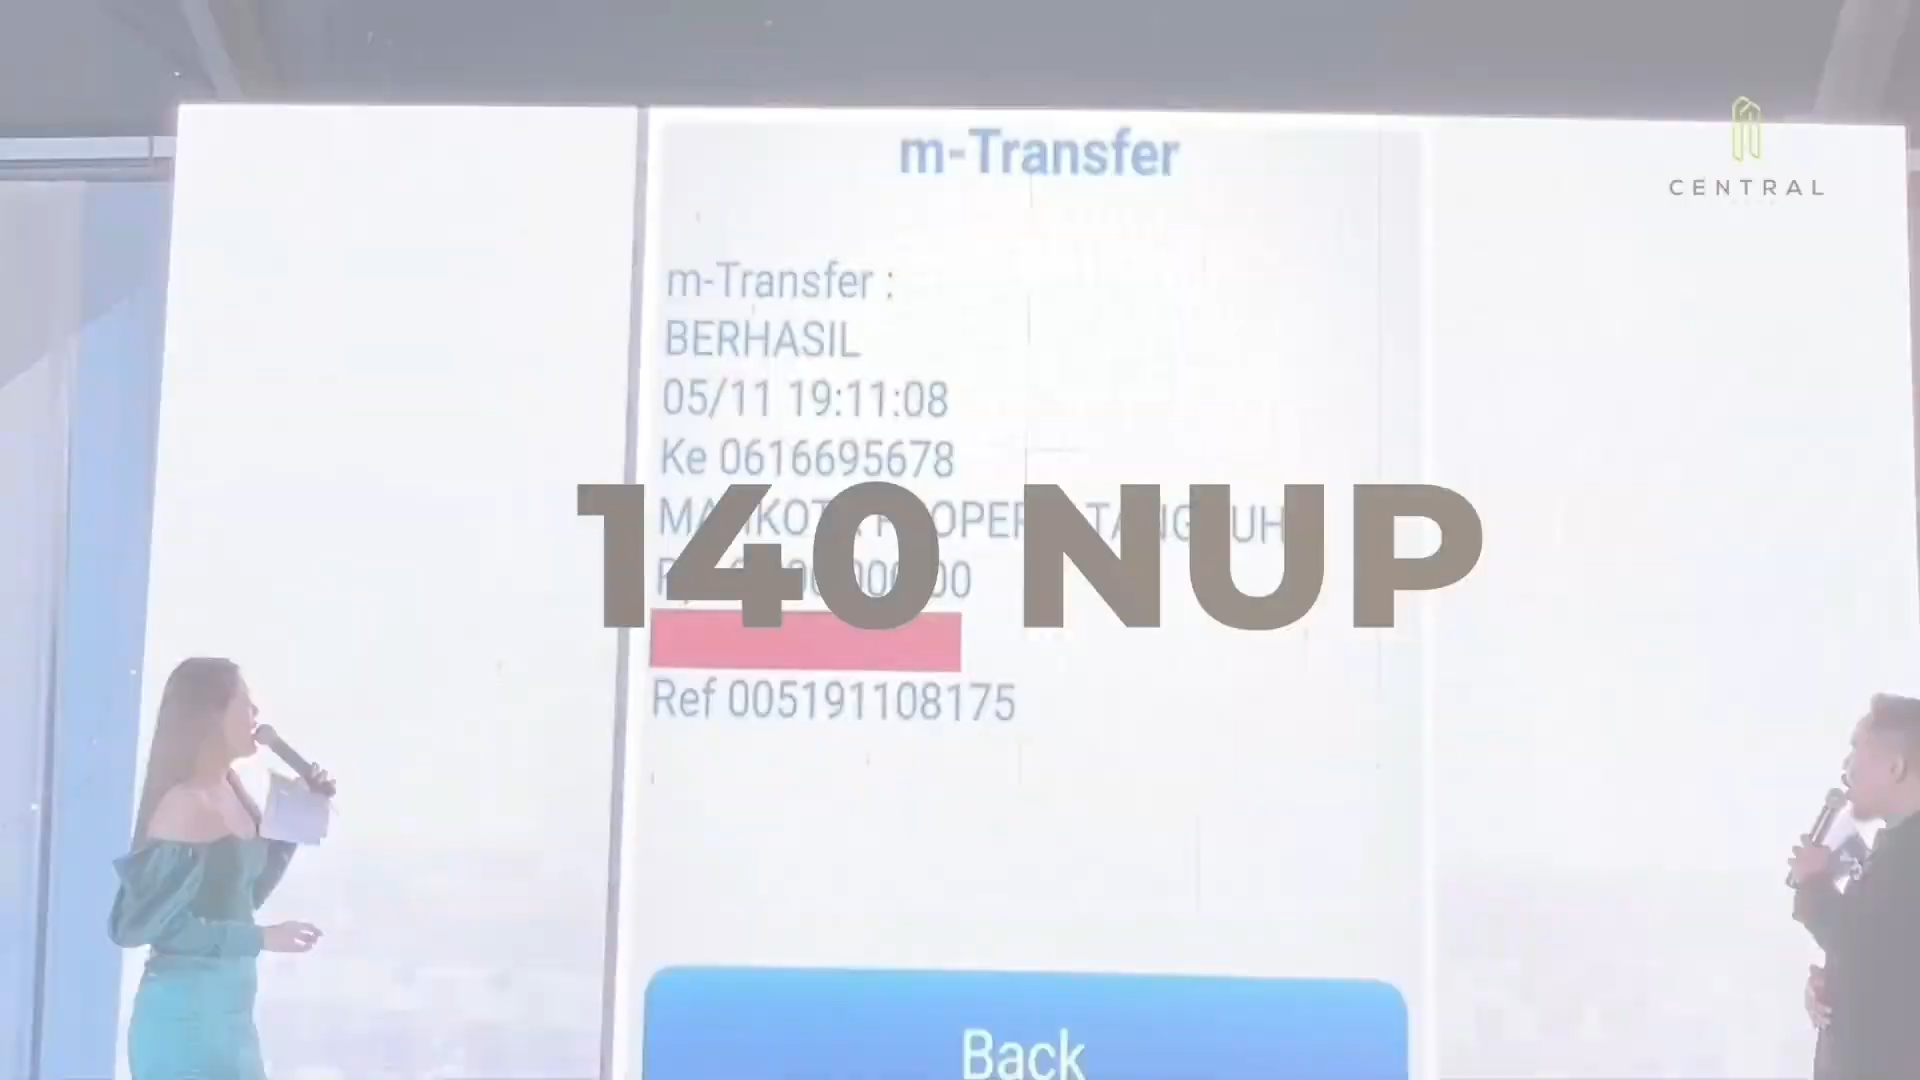 m-Transfer
CENTRAL
m-Transfer :
BERHASIL
05/11 19:11:08
Ke 0616695678
140 NUP
Ref 005191108175
Back